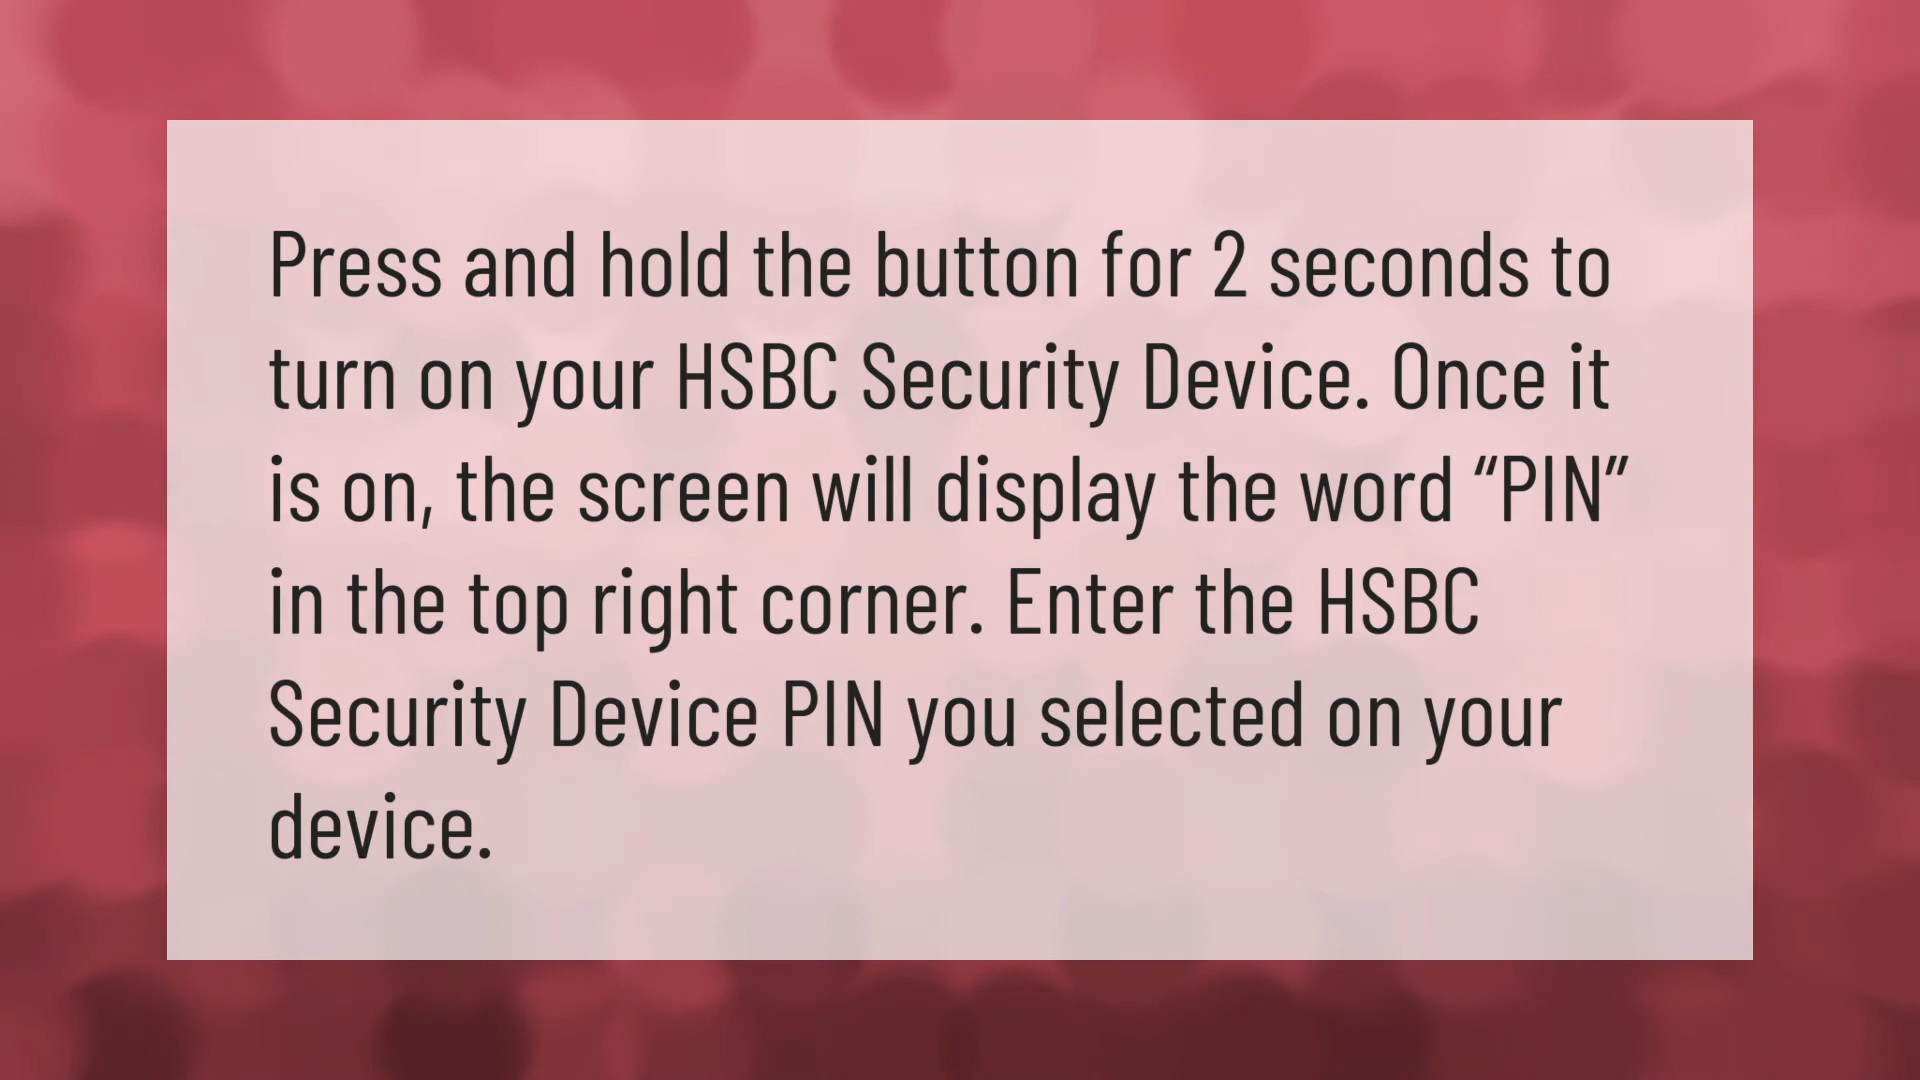 Press and hold the button for 2 seconds to
turn on your HSBC Security Device. Once it
is on, the screen will display the word “PIN”
in the top right corner. Enter the HSBC
Security Device PIN you selected on your
device.